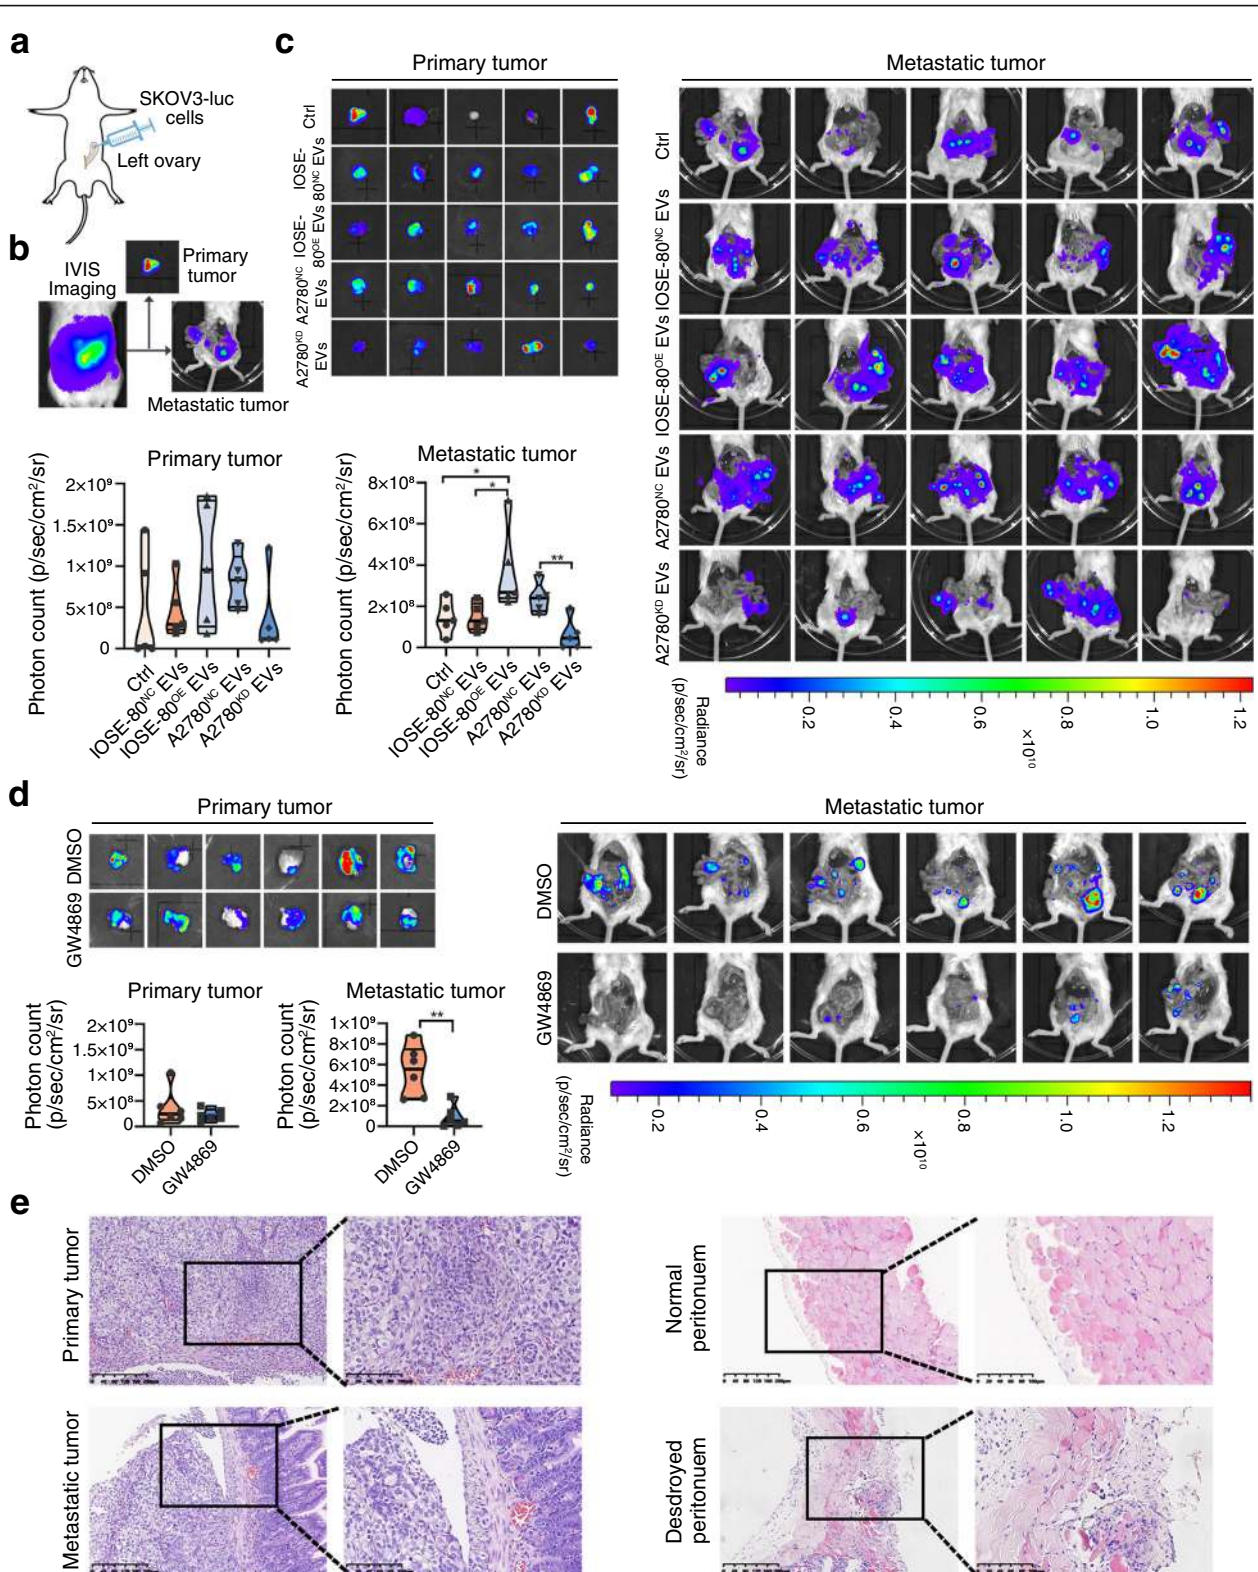 a
SKOV3-luc
cells
Left ovary
b
IVIS
Imaging
Primary
tumor
Metastatic tumor
c
Primary tumor
Ctrl
IOSE-
80NC EVs
IOSE-
80OE EVs
A2780NC
EVs
A2780KD
EVs
Metastatic tumor
Ctrl
IOSE-80NC EVs
IOSE-80OE EVs
A2780NC EVs
A2780KD EVs
Radiance
(p/sec/cm²/sr)
0.2
0.4
0.6
0.8
1.0
1.2
×10¹⁰
Primary tumor
Photon count (p/sec/cm²/sr)
2×10⁹
1.5×10⁹
1×10⁹
5×10⁸
0
Ctrl
IOSE-80NC EVs
IOSE-80OE EVs
A2780NC EVs
A2780KD EVs
Metastatic tumor
Photon count (p/sec/cm²/sr)
8×10⁸
6×10⁸
4×10⁸
2×10⁸
0
*
*
**
Ctrl
IOSE-80NC EVs
IOSE-80OE EVs
A2780NC EVs
A2780KD EVs
d
Primary tumor
DMSO
GW4869
Metastatic tumor
DMSO
GW4869
Radiance
(p/sec/cm²/sr)
0.2
0.4
0.6
0.8
1.0
1.2
×10¹⁰
Primary tumor
Photon count
(p/sec/cm²/sr)
2×10⁹
1.5×10⁹
1×10⁹
5×10⁸
0
DMSO
GW4869
Metastatic tumor
Photon count
(p/sec/cm²/sr)
1×10⁹
8×10⁸
6×10⁸
4×10⁸
2×10⁸
0
**
DMSO
GW4869
e
Primary tumor
Normal
peritonuem
Metastatic tumor
Desdroyed
peritonuem